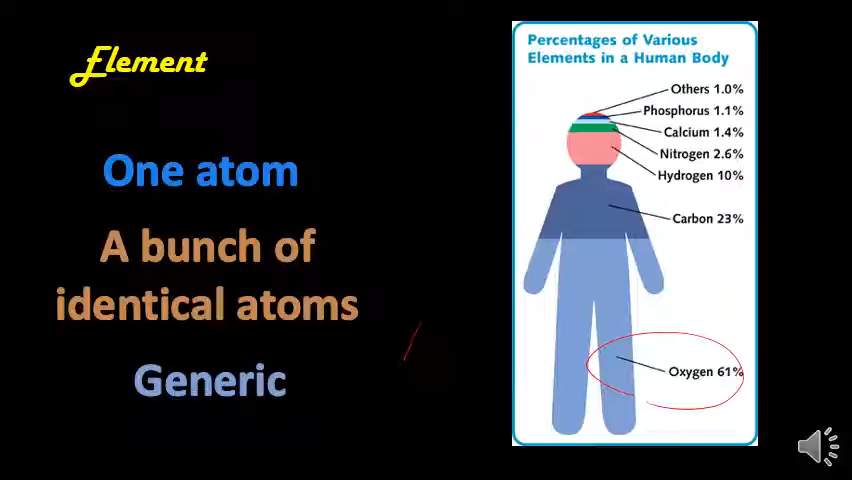 Element
One atom
A bunch of
identical atoms
Generic
Percentages of Various
Elements in a Human Body
Others 1.0%
Phosphorus 1.1%
Calcium 1.4%
Nitrogen 2.6%
Hydrogen 10%
Carbon 23%
Oxygen 61%